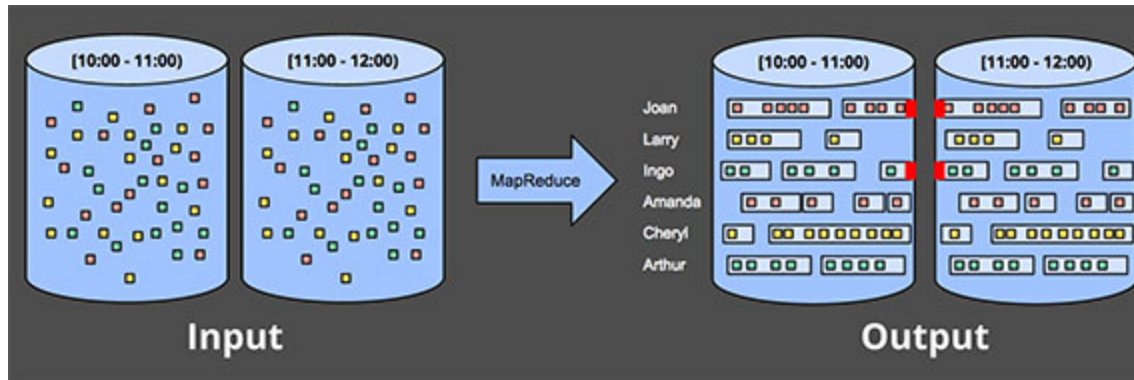 [10:00 - 11:00)
[11:00 - 12:00)
[10:00 - 11:00)
[11:00 - 12:00)
Joan
Larry
Ingo
Amanda
Cheryl
Arthur
MapReduce
Input
Output